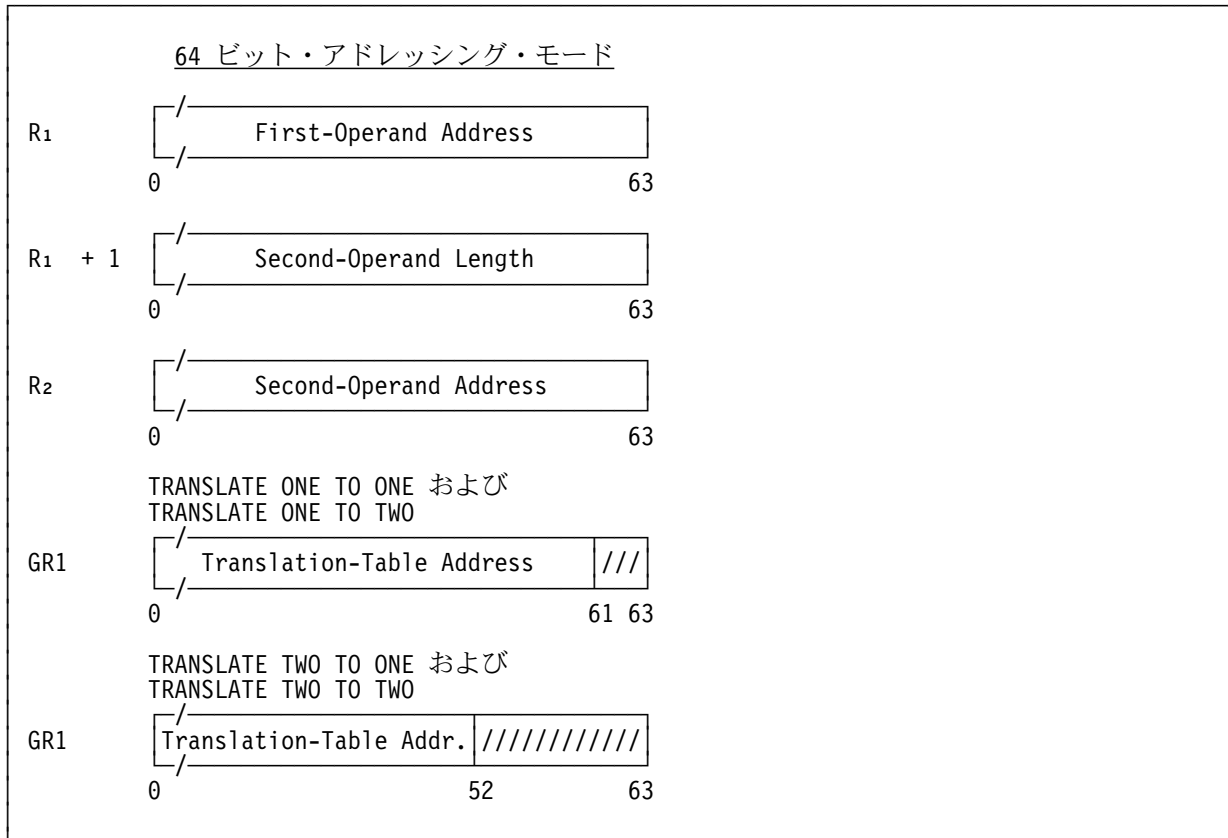 64 ビット・アドレッシング・モード
R₁ First-Operand Address
0 63
R₁ + 1 Second-Operand Length
0 63
R₂ Second-Operand Address
0 63
TRANSLATE ONE TO ONE および
TRANSLATE ONE TO TWO
GR1 Translation-Table Address ///
0 61 63
TRANSLATE TWO TO ONE および
TRANSLATE TWO TO TWO
GR1 Translation-Table Addr. ////////////
0 52 63